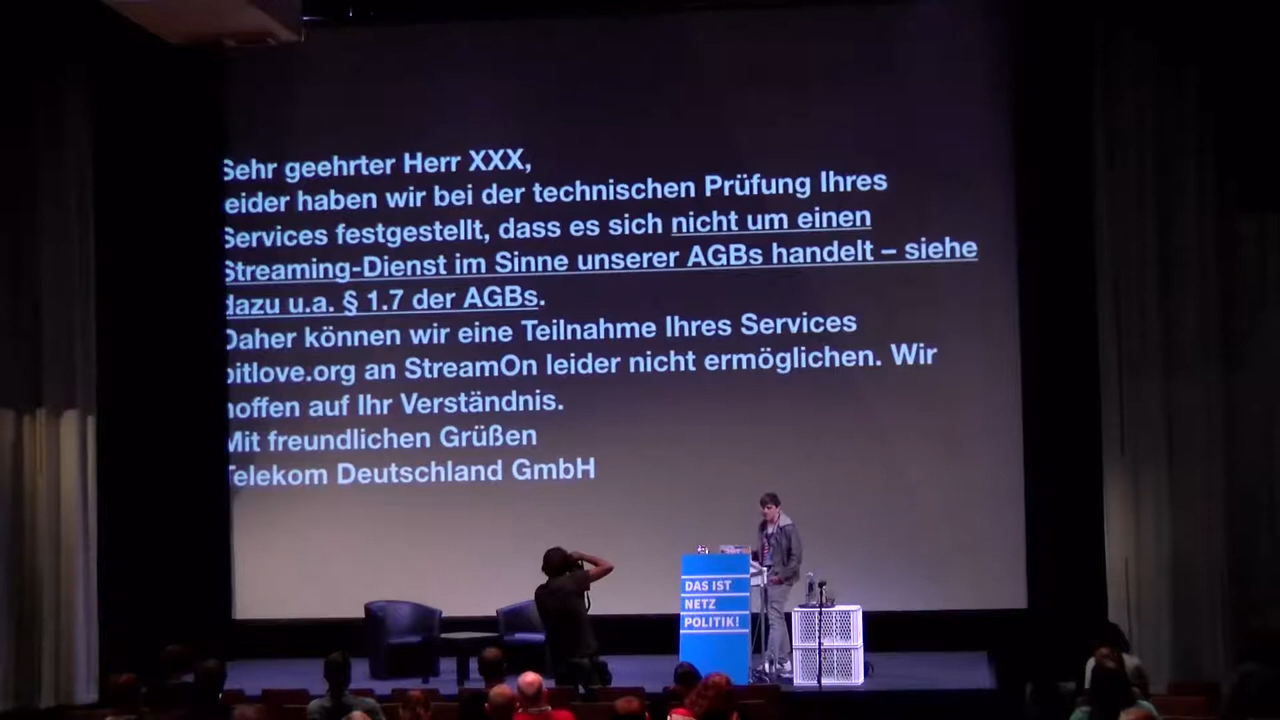 Sehr geehrter Herr XXX,
leider haben wir bei der technischen Prüfung Ihres
Services festgestellt, dass es sich nicht um einen
Streaming-Dienst im Sinne unserer AGBs handelt – siehe
dazu u.a. § 1.7 der AGBs.
Daher können wir eine Teilnahme Ihres Services
bitlove.org an StreamOn leider nicht ermöglichen. Wir
hoffen auf Ihr Verständnis.
Mit freundlichen Grüßen
Telekom Deutschland GmbH
DAS IST
NETZ
POLITIK!